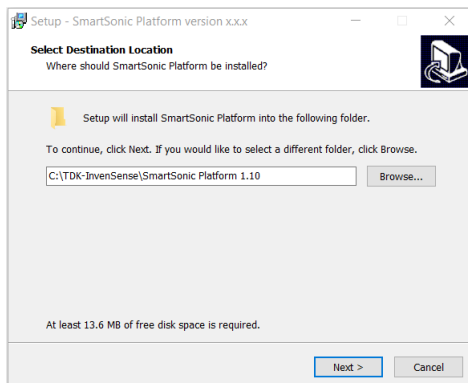 Setup - SmartSonic Platform version x.x.x
Select Destination Location
Where should SmartSonic Platform be installed?
Setup will install SmartSonic Platform into the following folder.
To continue, click Next. If you would like to select a different folder, click Browse.
C:\TDK-InvenSense\SmartSonic Platform 1.10
Browse...
At least 13.6 MB of free disk space is required.
Next >
Cancel